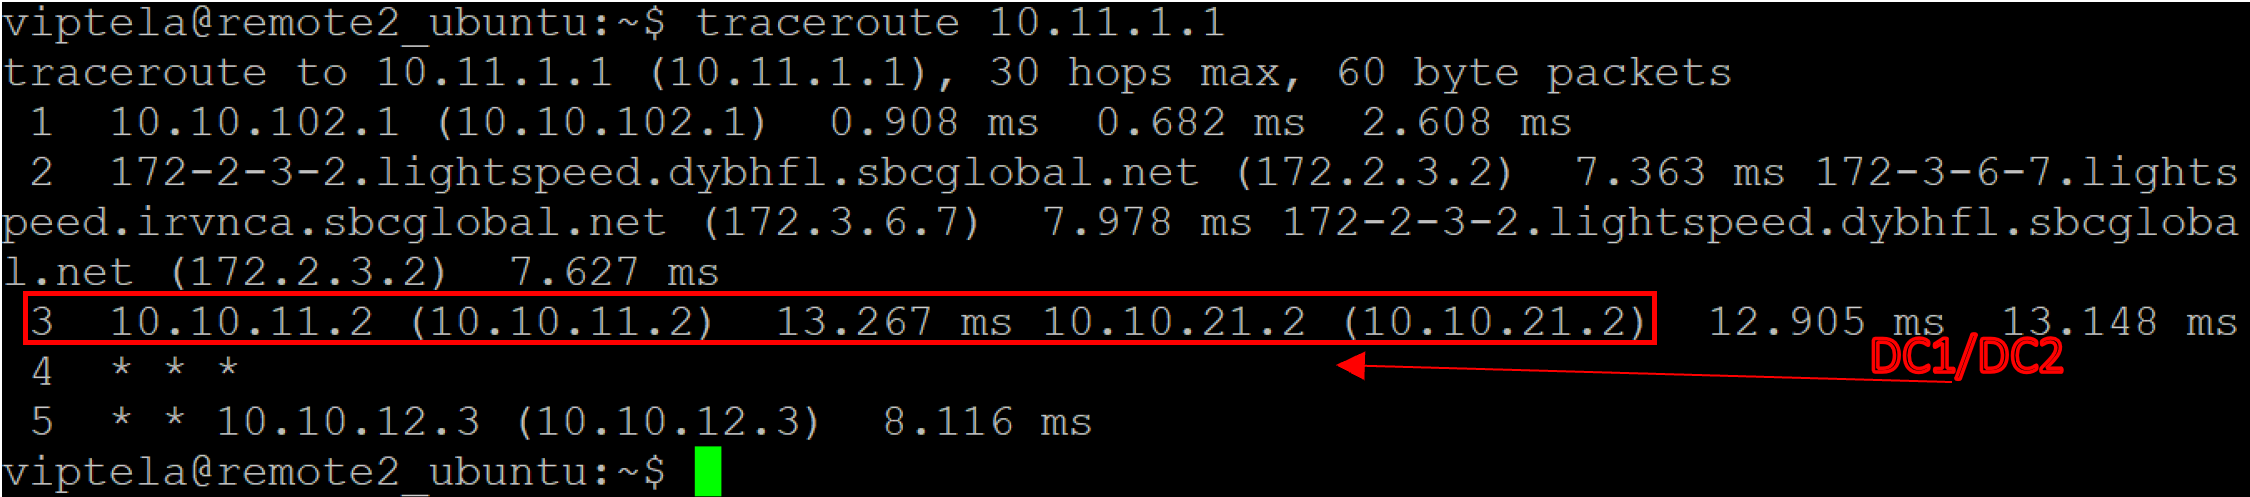 viptela@remote2_ubuntu:~$ traceroute 10.11.1.1
traceroute to 10.11.1.1 (10.11.1.1), 30 hops max, 60 byte packets
 1  10.10.102.1 (10.10.102.1)  0.908 ms  0.682 ms  2.608 ms
 2  172-2-3-2.lightspeed.dybhfl.sbcglobal.net (172.2.3.2)  7.363 ms 172-3-6-7.lights
peed.irvnca.sbcglobal.net (172.3.6.7)  7.978 ms 172-2-3-2.lightspeed.dybhfl.sbcgloba
l.net (172.2.3.2)  7.627 ms
 3  10.10.11.2 (10.10.11.2)  13.267 ms 10.10.21.2 (10.10.21.2)  12.905 ms  13.148 ms
DC1/DC2
 4  * * *
 5  * * 10.10.12.3 (10.10.12.3)  8.116 ms
viptela@remote2_ubuntu:~$